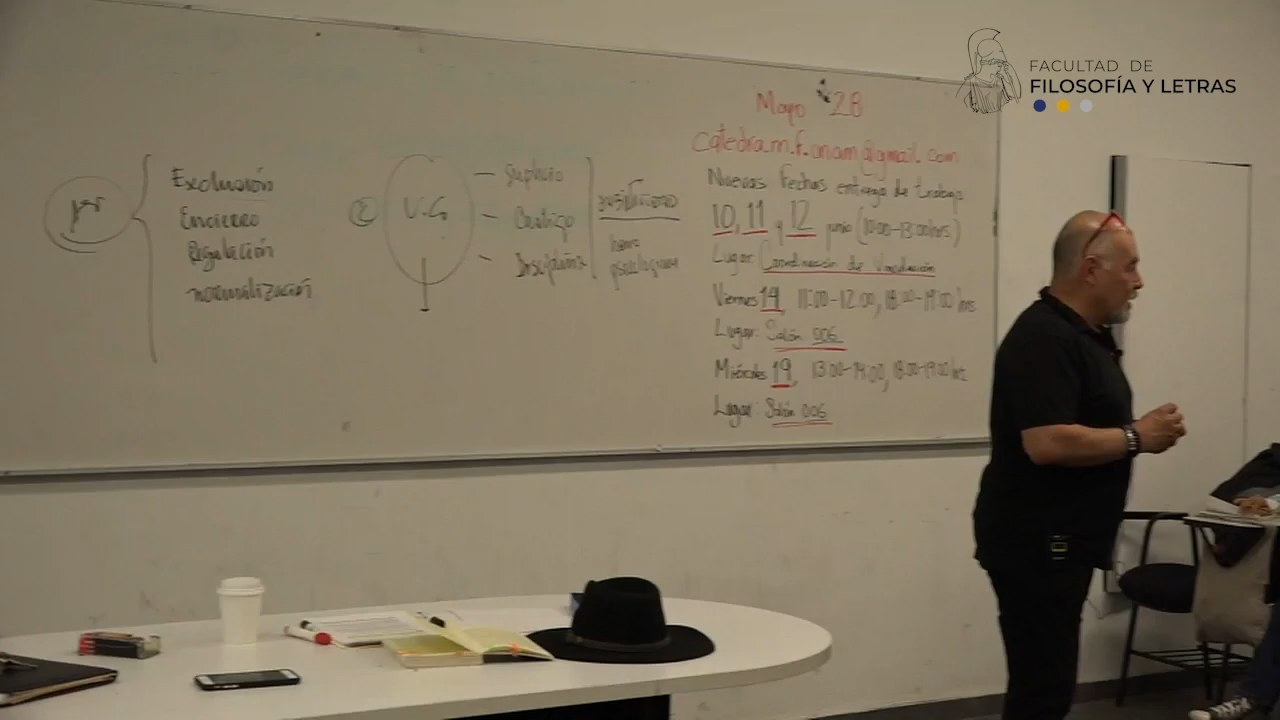 FACULTAD DE
FILOSOFÍA Y LETRAS
Exclusión
Encierro
Regulación
normalización
②
V.C.
— Suplicio
— Castigo
— Disciplina
homo
Mayo 28
catedra.m.f.unam@gmail.com
Nuevas Fechas entrega de trabajo
10, 11 y 12 junio (10:00-13:00hrs.)
Lugar: Coordinación de Vinculación
Viernes 14, 11:00-12:00, 18:00-19:00 hrs.
Lugar: Salón 006
Miércoles 19, 13:00-14:00, 18:00-19:00 hrs.
Lugar: Salón 006